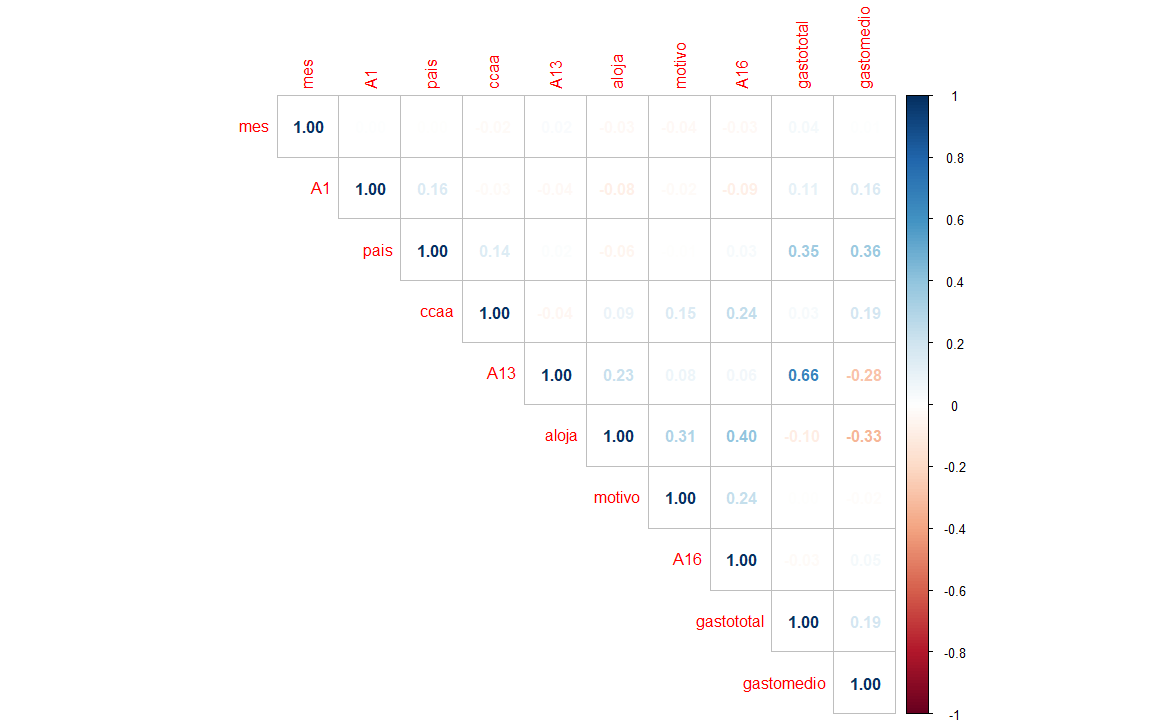 mes A1 pais ccaa A13 aloja motivo A16 gastototal gastomedio
mes 1.00 -0.02 0.02 -0.03 -0.04 -0.03 0.04
A1 1.00 0.16 -0.03 -0.04 -0.08 -0.02 -0.09 0.11 0.16
pais 1.00 0.14 -0.06 0.03 0.35 0.36
ccaa 1.00 -0.04 0.09 0.15 0.24 0.03 0.19
A13 1.00 0.23 0.08 0.06 0.66 -0.28
aloja 1.00 0.31 0.40 -0.10 -0.33
motivo 1.00 0.24
A16 1.00 0.05
gastototal 1.00 0.19
gastomedio 1.00
1
0.8
0.6
0.4
0.2
0
-0.2
-0.4
-0.6
-0.8
-1